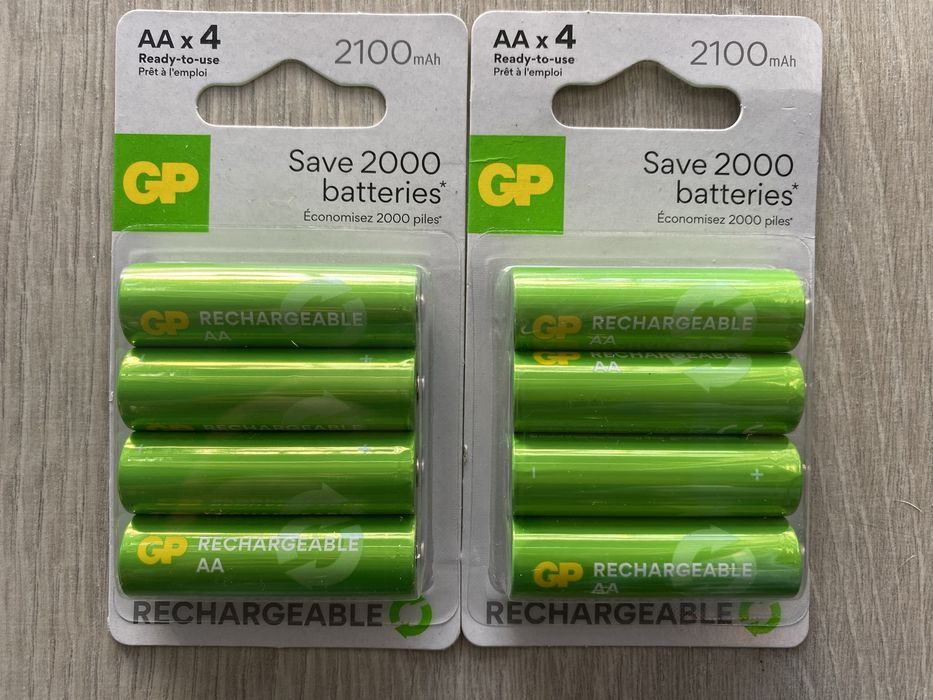 AA x 4
Ready-to-use
Prêt à l'emploi
2100mAh
GP
Save 2000
batteries*
Économisez 2000 piles*
GP RECHARGEABLE
AA
+
+
GP RECHARGEABLE
AA
RECHARGEABLE
AA x 4
Ready-to-use
Prêt à l'emploi
2100mAh
GP
Save 2000
batteries*
Économisez 2000 piles*
GP RECHARGEABLE
AA
GP RECHARGEABLE
AA
- +
GP RECHARGEABLE
AA
RECHARGEABLE